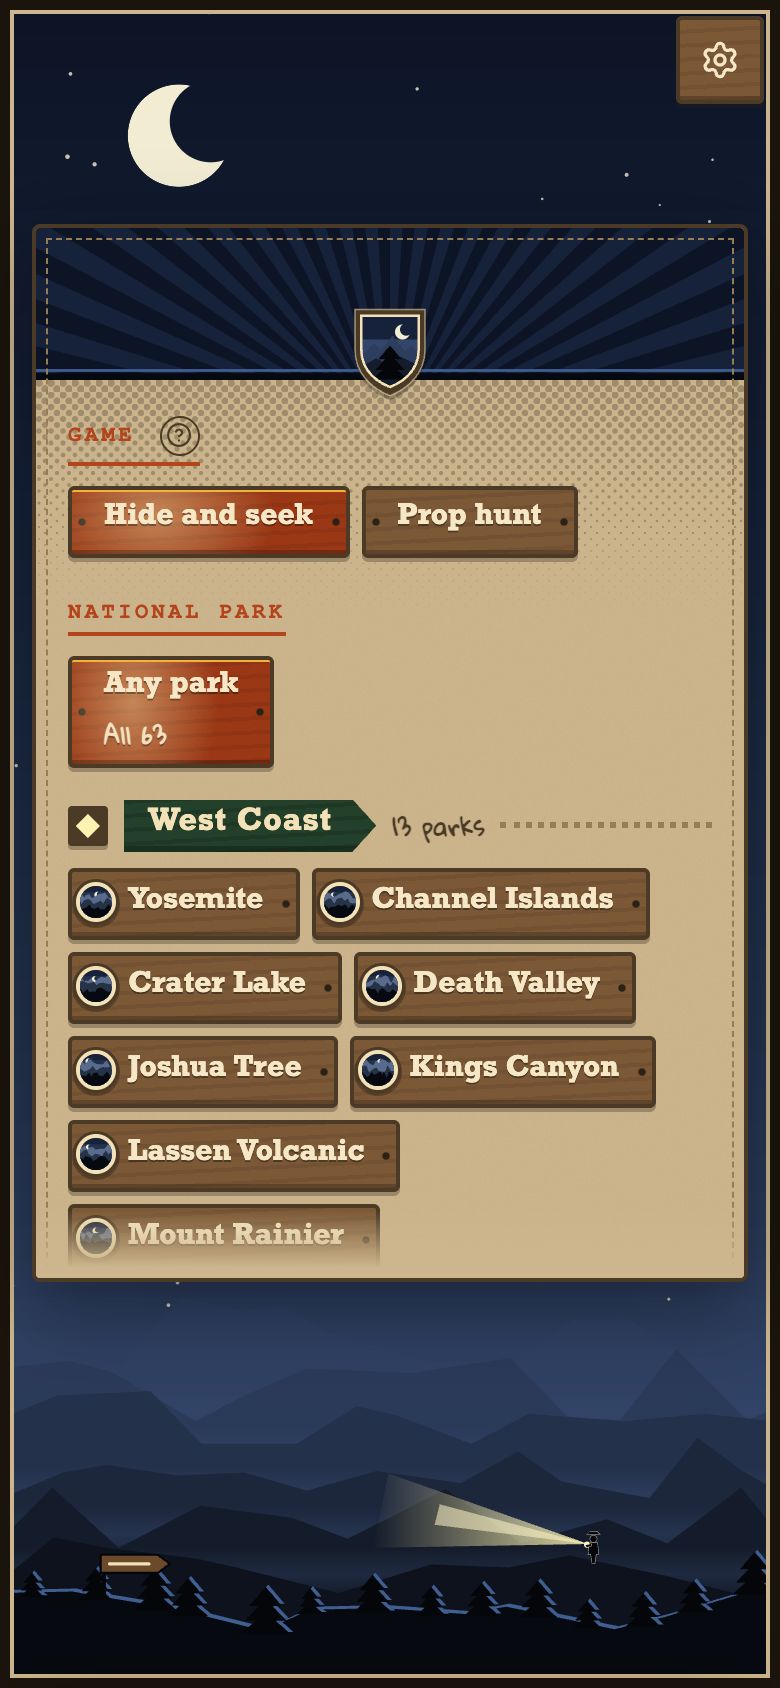 GAME ?
Hide and seek Prop hunt
NATIONAL PARK
Any park
All 63
West Coast 13 parks
Yosemite Channel Islands
Crater Lake Death Valley
Joshua Tree Kings Canyon
Lassen Volcanic
Mount Rainier